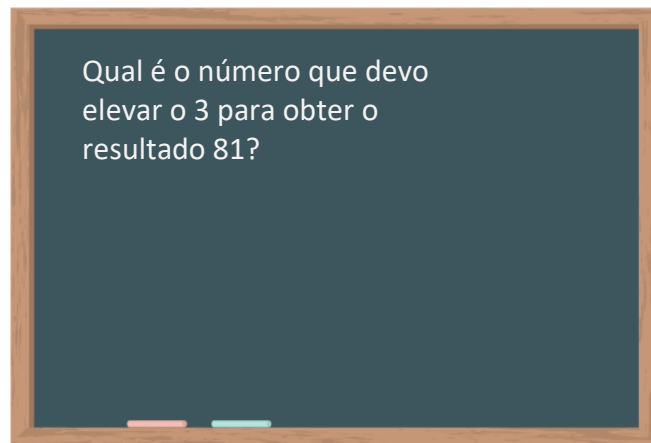 Qual é o número que devo
elevar o 3 para obter o
resultado 81?